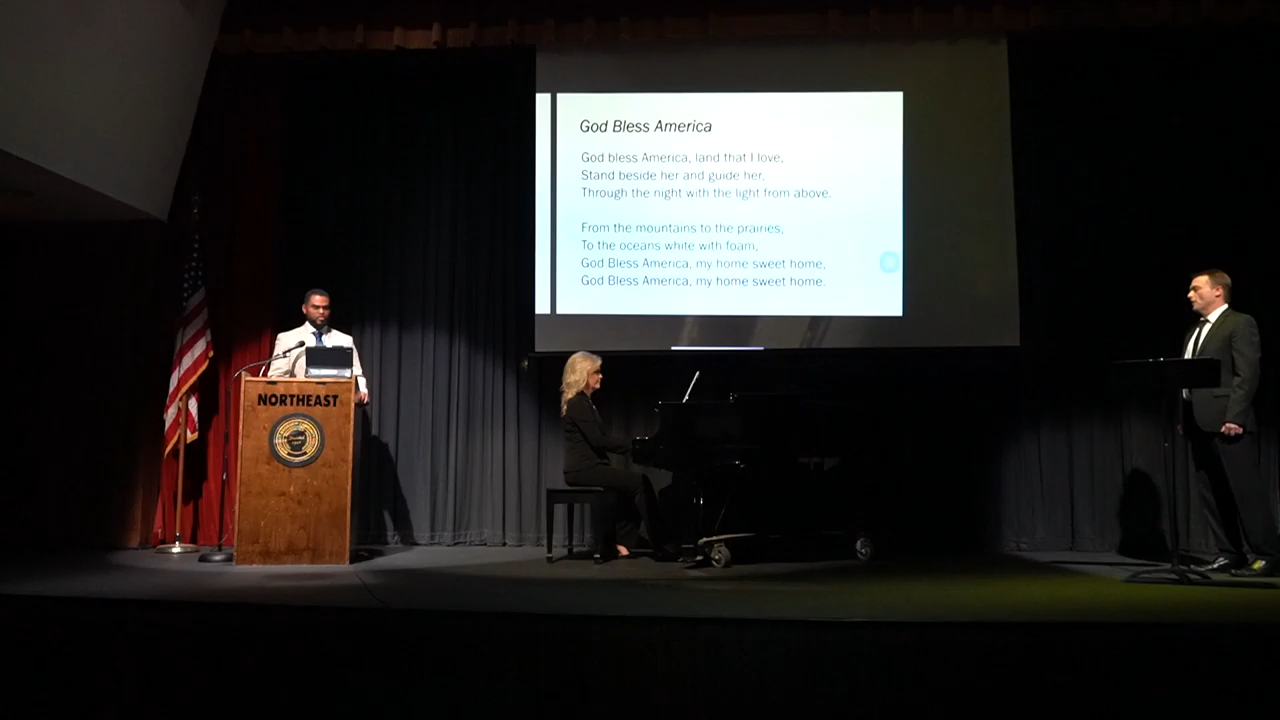 God Bless America
God bless America, land that I love,
Stand beside her and guide her,
Through the night with the light from above.
From the mountains to the prairies,
To the oceans white with foam,
God Bless America, my home sweet home,
God Bless America, my home sweet home.
NORTHEAST